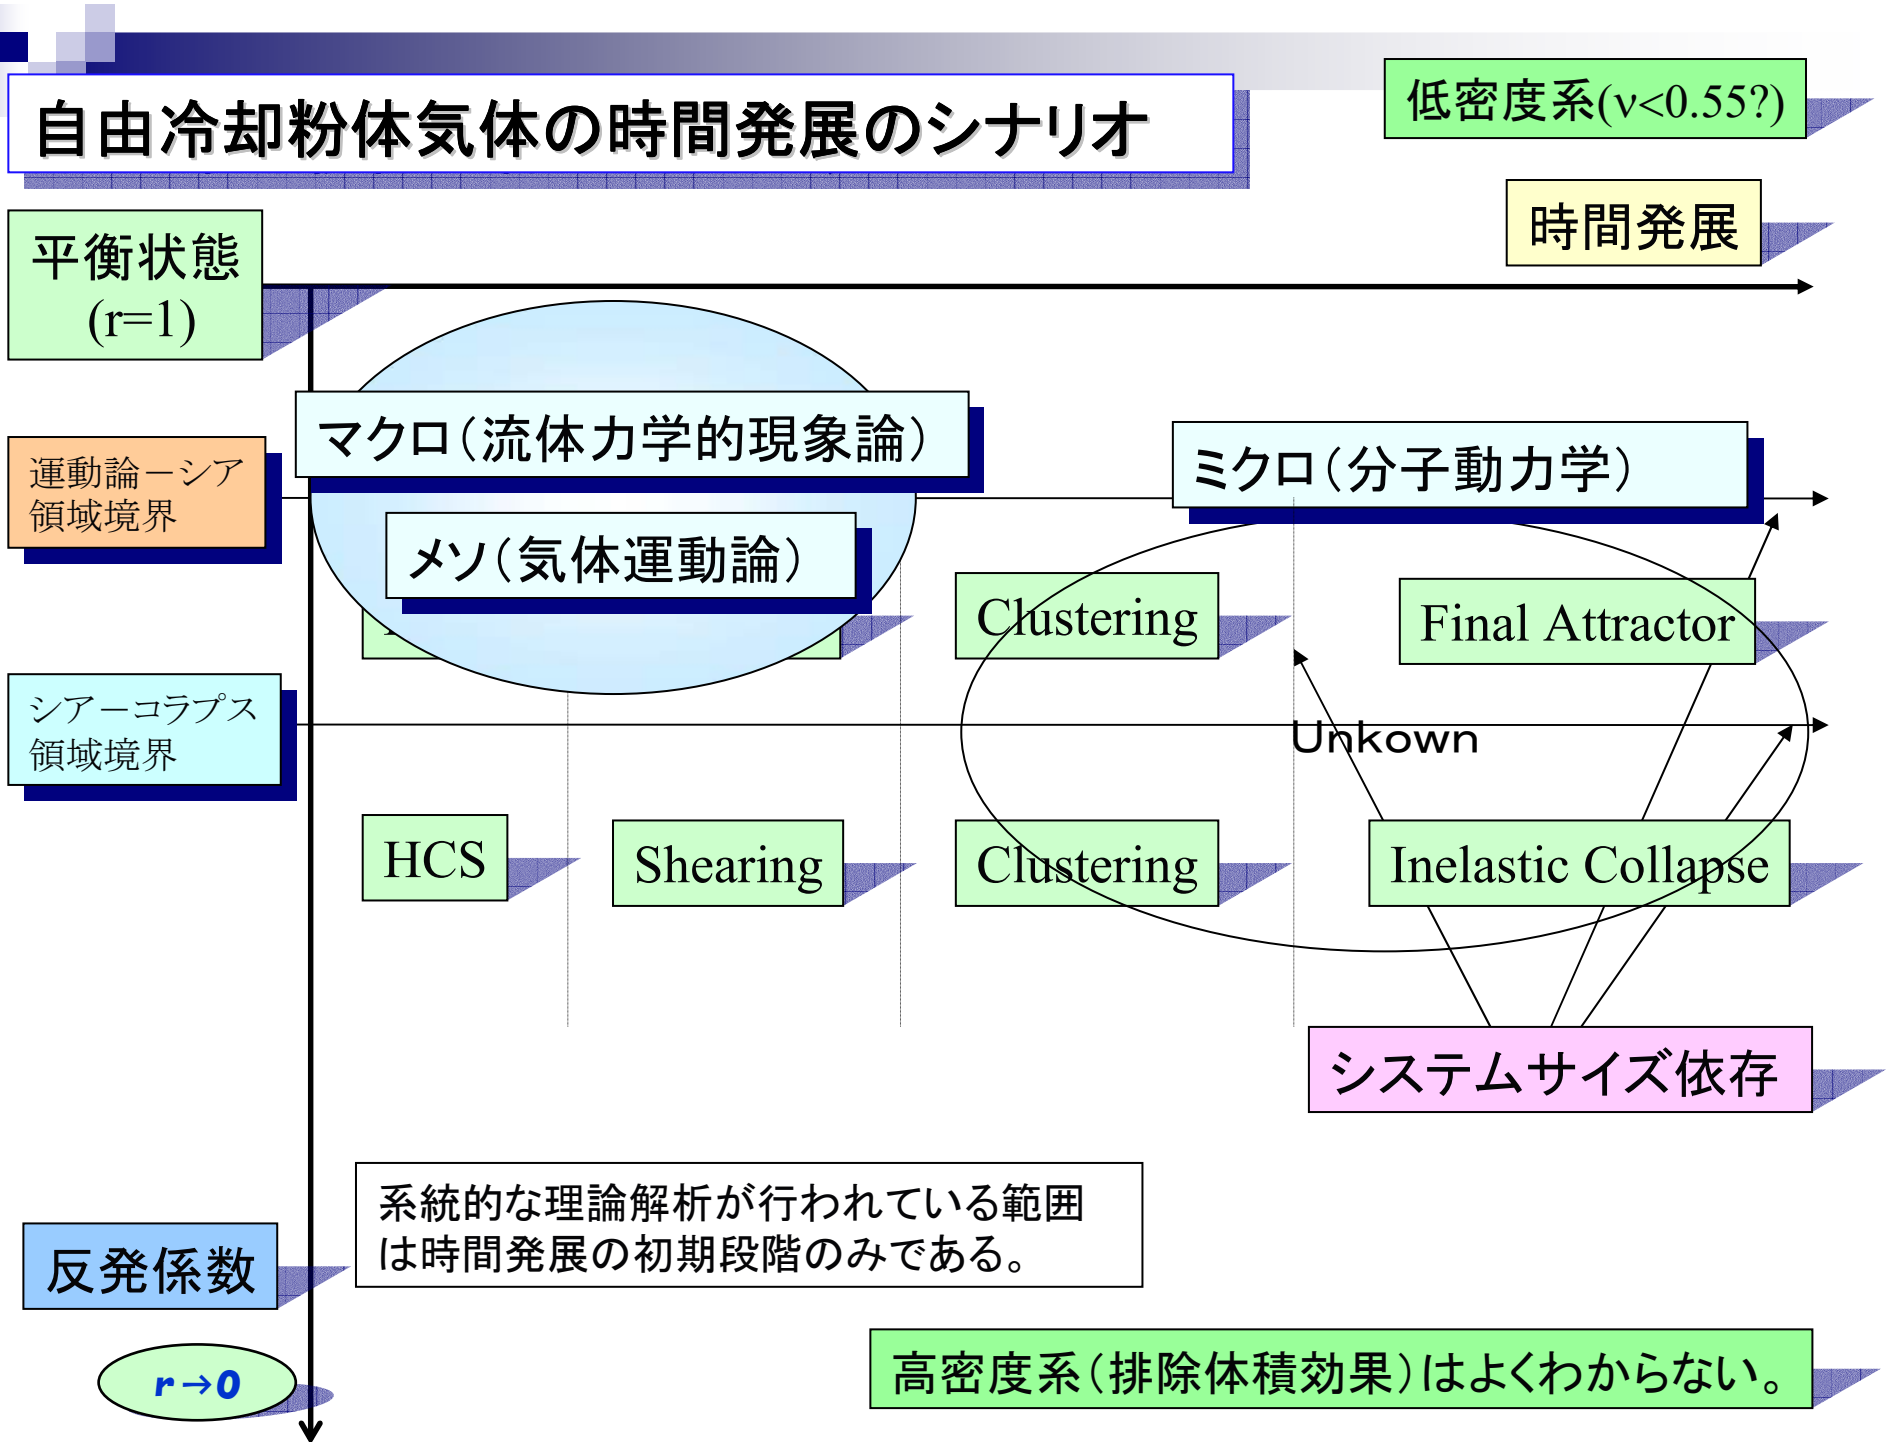 自由冷却粉体気体の時間発展のシナリオ
低密度系(ν<0.55?)
時間発展
平衡状態
(r=1)
マクロ（流体力学的現象論）
ミクロ（分子動力学）
運動論－シア
領域境界
メソ（気体運動論）
Clustering
Final Attractor
シアーコラプス
領域境界
Unkown
HCS
Shearing
Clustering
Inelastic Collapse
システムサイズ依存
系統的な理論解析が行われている範囲
は時間発展の初期段階のみである。
反発係数
r→0
高密度系（排除体積効果）はよくわからない。